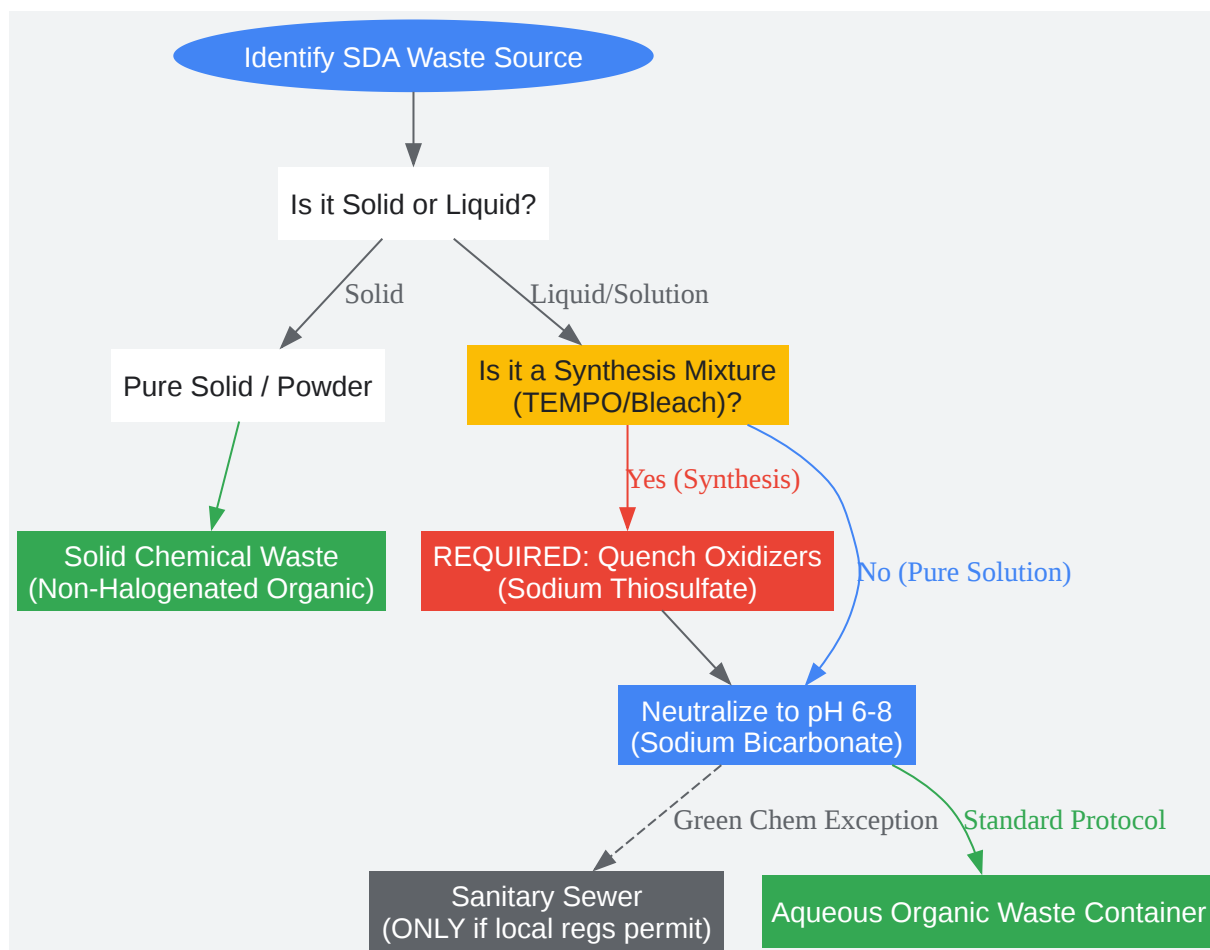 Identify SDA Waste Source
Is it Solid or Liquid?
Solid
Liquid/Solution
Pure Solid / Powder
Is it a Synthesis Mixture
(TEMPO/Bleach)?
Yes (Synthesis)
Solid Chemical Waste
(Non-Halogenated Organic)
REQUIRED: Quench Oxidizers
(Sodium Thiosulfate)
No (Pure Solution)
Neutralize to pH 6-8
(Sodium Bicarbonate)
Green Chem Exception
Standard Protocol
Sanitary Sewer
(ONLY if local regs permit)
Aqueous Organic Waste Container